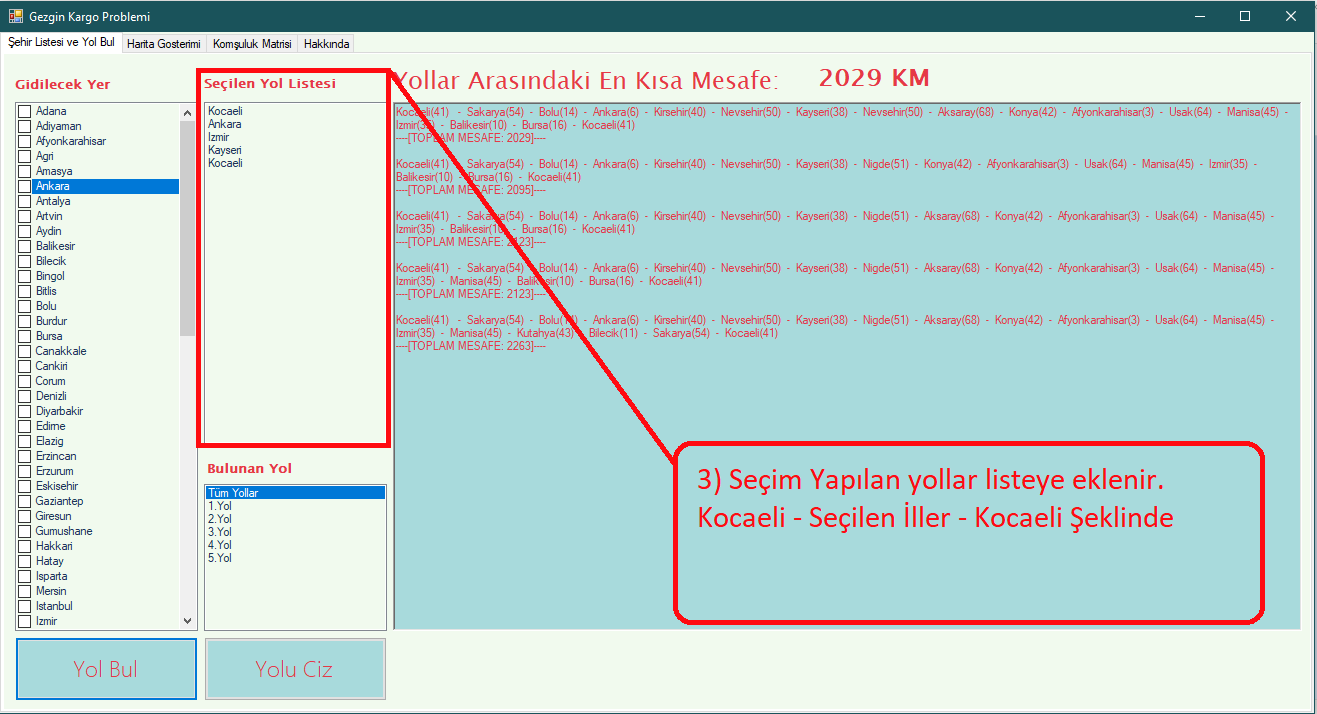 Gezgin Kargo Problemi
Şehir Listesi ve Yol Bul
Harita Gosterimi
Komşuluk Matrisi
Hakkında
Gidilecek Yer
Adana
Adiyaman
Afyonkarahisar
Agri
Amasya
Ankara
Antalya
Artvin
Aydin
Balikesir
Bilecik
Bingol
Bitlis
Bolu
Burdur
Bursa
Canakkale
Cankiri
Corum
Denizli
Diyarbakir
Edirne
Elazig
Erzincan
Erzurum
Eskisehir
Gaziantep
Giresun
Gumushane
Hakkari
Hatay
Isparta
Mersin
Istanbul
Izmir
Yol Bul
Seçilen Yol Listesi
Kocaeli
Ankara
Izmir
Kayseri
Kocaeli
Bulunan Yol
Tüm Yollar
1.Yol
2.Yol
3.Yol
4.Yol
5.Yol
Yolu Ciz
Yollar Arasındaki En Kısa Mesafe: 2029 KM
Kocaeli(41) - Sakarya(54) - Bolu(14) - Ankara(6) - Kirsehir(40) - Nevsehir(50) - Kayseri(38) - Nevsehir(50) - Aksaray(68) - Konya(42) - Afyonkarahisar(3) - Usak(64) - Manisa(45) -
Izmir(35) - Balikesir(10) - Bursa(16) - Kocaeli(41)
----[TOPLAM MESAFE: 2029]----
Kocaeli(41) - Sakarya(54) - Bolu(14) - Ankara(6) - Kirsehir(40) - Nevsehir(50) - Kayseri(38) - Nigde(51) - Konya(42) - Afyonkarahisar(3) - Usak(64) - Manisa(45) - Izmir(35) -
Balikesir(10) - Bursa(16) - Kocaeli(41)
----[TOPLAM MESAFE: 2095]----
Kocaeli(41) - Sakarya(54) - Bolu(14) - Ankara(6) - Kirsehir(40) - Nevsehir(50) - Kayseri(38) - Nigde(51) - Aksaray(68) - Konya(42) - Afyonkarahisar(3) - Usak(64) - Manisa(45) -
Izmir(35) - Balikesir(10) - Bursa(16) - Kocaeli(41)
----[TOPLAM MESAFE: 2123]----
Kocaeli(41) - Sakarya(54) - Bolu(14) - Ankara(6) - Kirsehir(40) - Nevsehir(50) - Kayseri(38) - Nigde(51) - Aksaray(68) - Konya(42) - Afyonkarahisar(3) - Usak(64) - Manisa(45) -
Izmir(35) - Manisa(45) - Balikesir(10) - Bursa(16) - Kocaeli(41)
----[TOPLAM MESAFE: 2123]----
Kocaeli(41) - Sakarya(54) - Bolu(14) - Ankara(6) - Kirsehir(40) - Nevsehir(50) - Kayseri(38) - Nigde(51) - Aksaray(68) - Konya(42) - Afyonkarahisar(3) - Usak(64) - Manisa(45) -
Izmir(35) - Manisa(45) - Kutahya(43) - Bilecik(11) - Sakarya(54) - Kocaeli(41)
----[TOPLAM MESAFE: 2263]----
3) Seçim Yapılan yollar listeye eklenir.
Kocaeli - Seçilen İller - Kocaeli Şeklinde